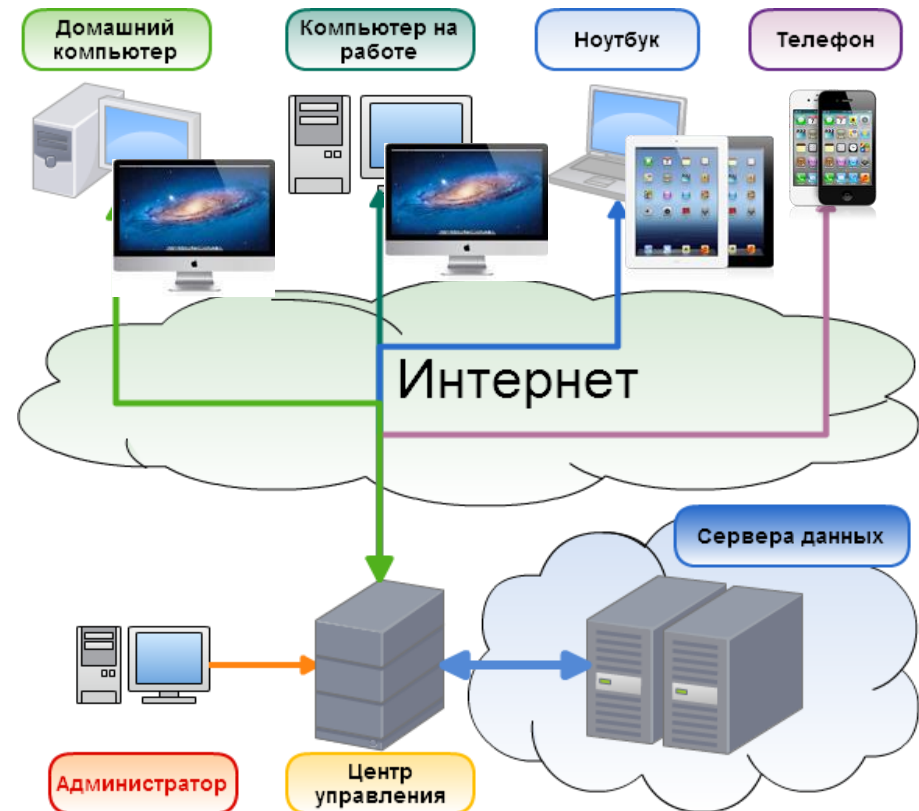 Домашний
компьютер
Компьютер на
работе
Ноутбук
Телефон
Интернет
Сервера данных
Администратор
Центр
управления